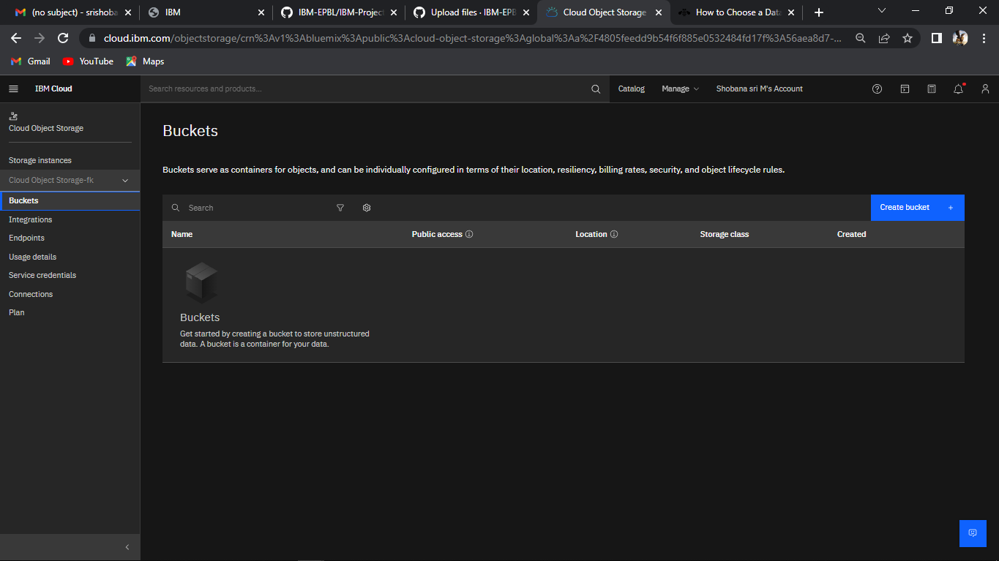 (no subject) - srishoba
IBM
IBM-EPBL/IBM-Projec
Upload files · IBM-EPB
Cloud Object Storage
How to Choose a Data
cloud.ibm.com/objectstorage/crn%3Av1%3Abluemix%3Apublic%3Acloud-object-storage%3Aglobal%3Aa%2F4805feedd9b54f6f885e0532484fd17f%3A56aea8d7-...
Gmail
YouTube
Maps
IBM Cloud
Search resources and products...
Catalog
Manage
Shobana sri M's Account
Cloud Object Storage
Storage instances
Cloud Object Storage-fk
Buckets
Integrations
Endpoints
Usage details
Service credentials
Connections
Plan
Buckets
Buckets serve as containers for objects, and can be individually configured in terms of their location, resiliency, billing rates, security, and object lifecycle rules.
Search
Create bucket +
Name
Public access
Location
Storage class
Created
Buckets
Get started by creating a bucket to store unstructured
data. A bucket is a container for your data.